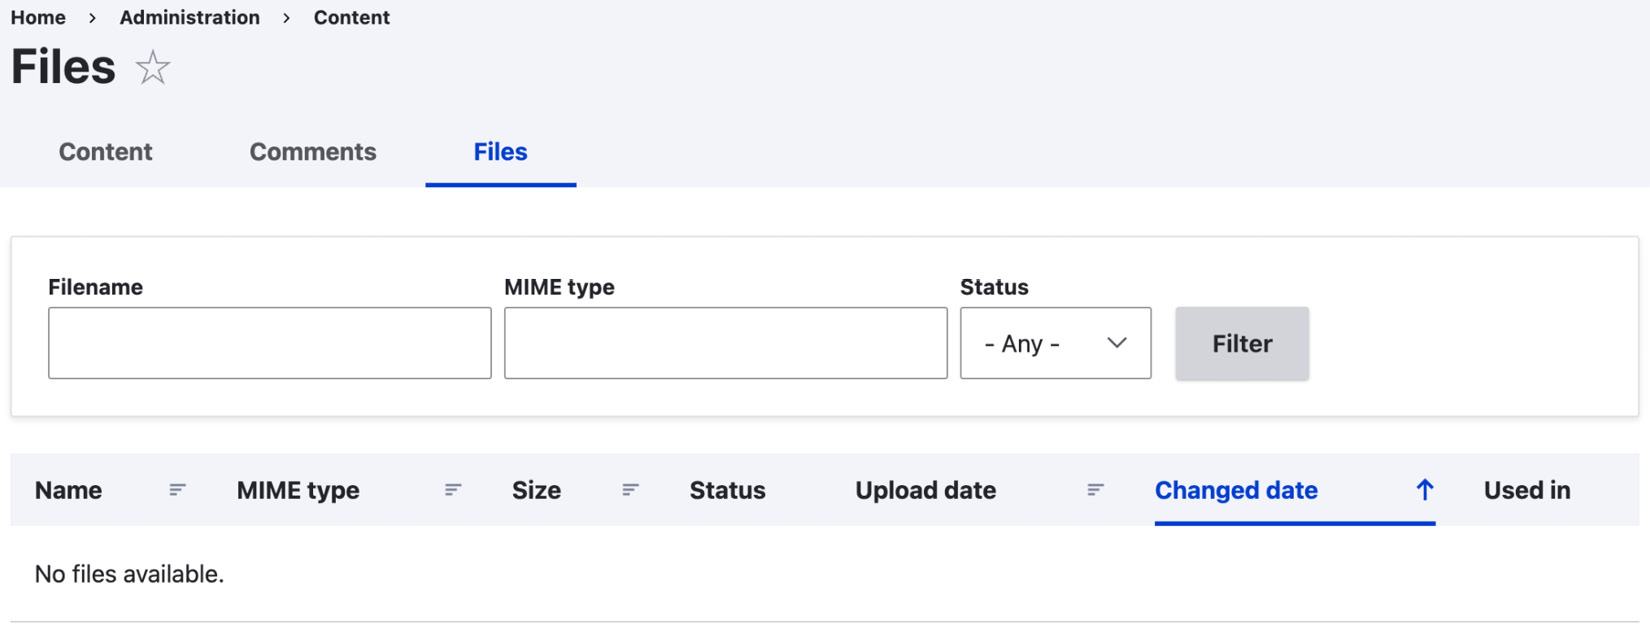 Home > Administration > Content
Files
Content Comments Files
Filename MIME type Status
- Any - Filter
Name MIME type Size Status Upload date Changed date Used in
No files available.